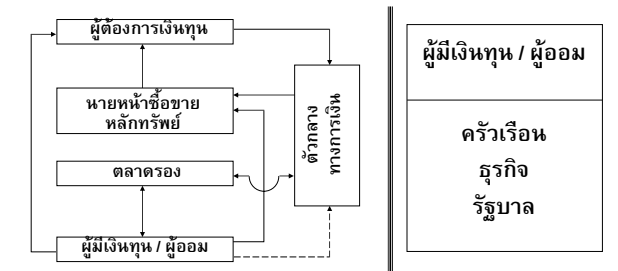 ผู้ต้องการเงินทุน
นายหน้าซื้อขาย
หลักทรัพย์
ตลาดรอง
ผู้มีเงินทุน / ผู้ออม
ตัวกลาง
ทางการเงิน
ผู้มีเงินทุน / ผู้ออม
ครัวเรือน
ธุรกิจ
รัฐบาล